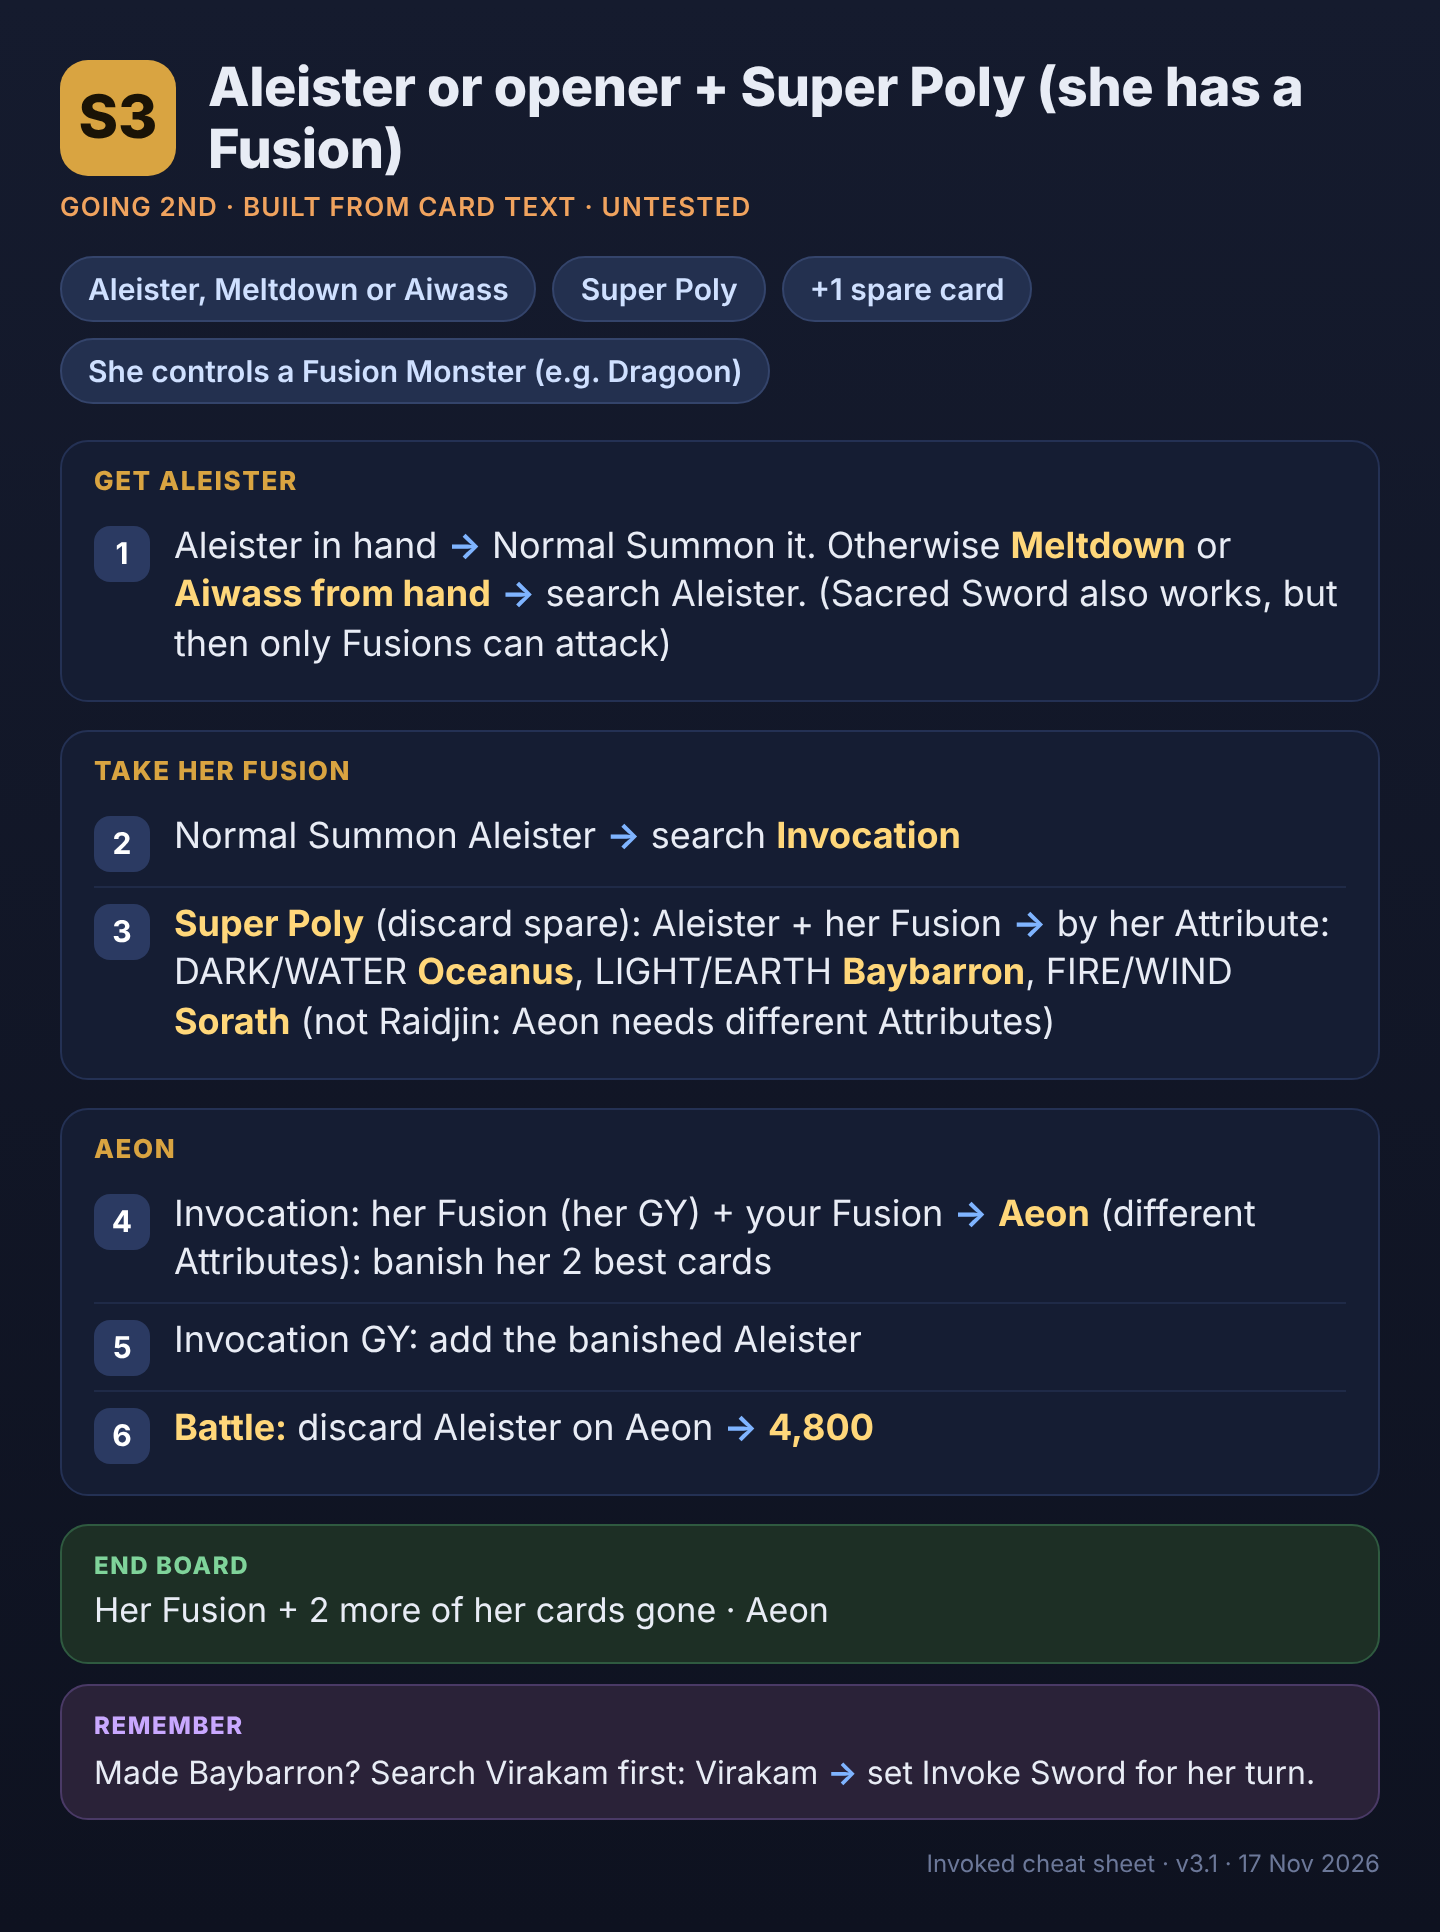 S3
Aleister or opener + Super Poly (she has a
Fusion)
GOING 2ND · BUILT FROM CARD TEXT · UNTESTED
Aleister, Meltdown or Aiwass
Super Poly
+1 spare card
She controls a Fusion Monster (e.g. Dragoon)
GET ALEISTER
1
Aleister in hand → Normal Summon it. Otherwise Meltdown or
Aiwass from hand → search Aleister. (Sacred Sword also works, but
then only Fusions can attack)
TAKE HER FUSION
2
Normal Summon Aleister → search Invocation
3
Super Poly (discard spare): Aleister + her Fusion → by her Attribute:
DARK/WATER Oceanus, LIGHT/EARTH Baybarron, FIRE/WIND
Sorath (not Raidjin: Aeon needs different Attributes)
AEON
4
Invocation: her Fusion (her GY) + your Fusion → Aeon (different
Attributes): banish her 2 best cards
5
Invocation GY: add the banished Aleister
6
Battle: discard Aleister on Aeon → 4,800
END BOARD
Her Fusion + 2 more of her cards gone · Aeon
REMEMBER
Made Baybarron? Search Virakam first: Virakam → set Invoke Sword for her turn.
Invoked cheat sheet · v3.1 · 17 Nov 2026